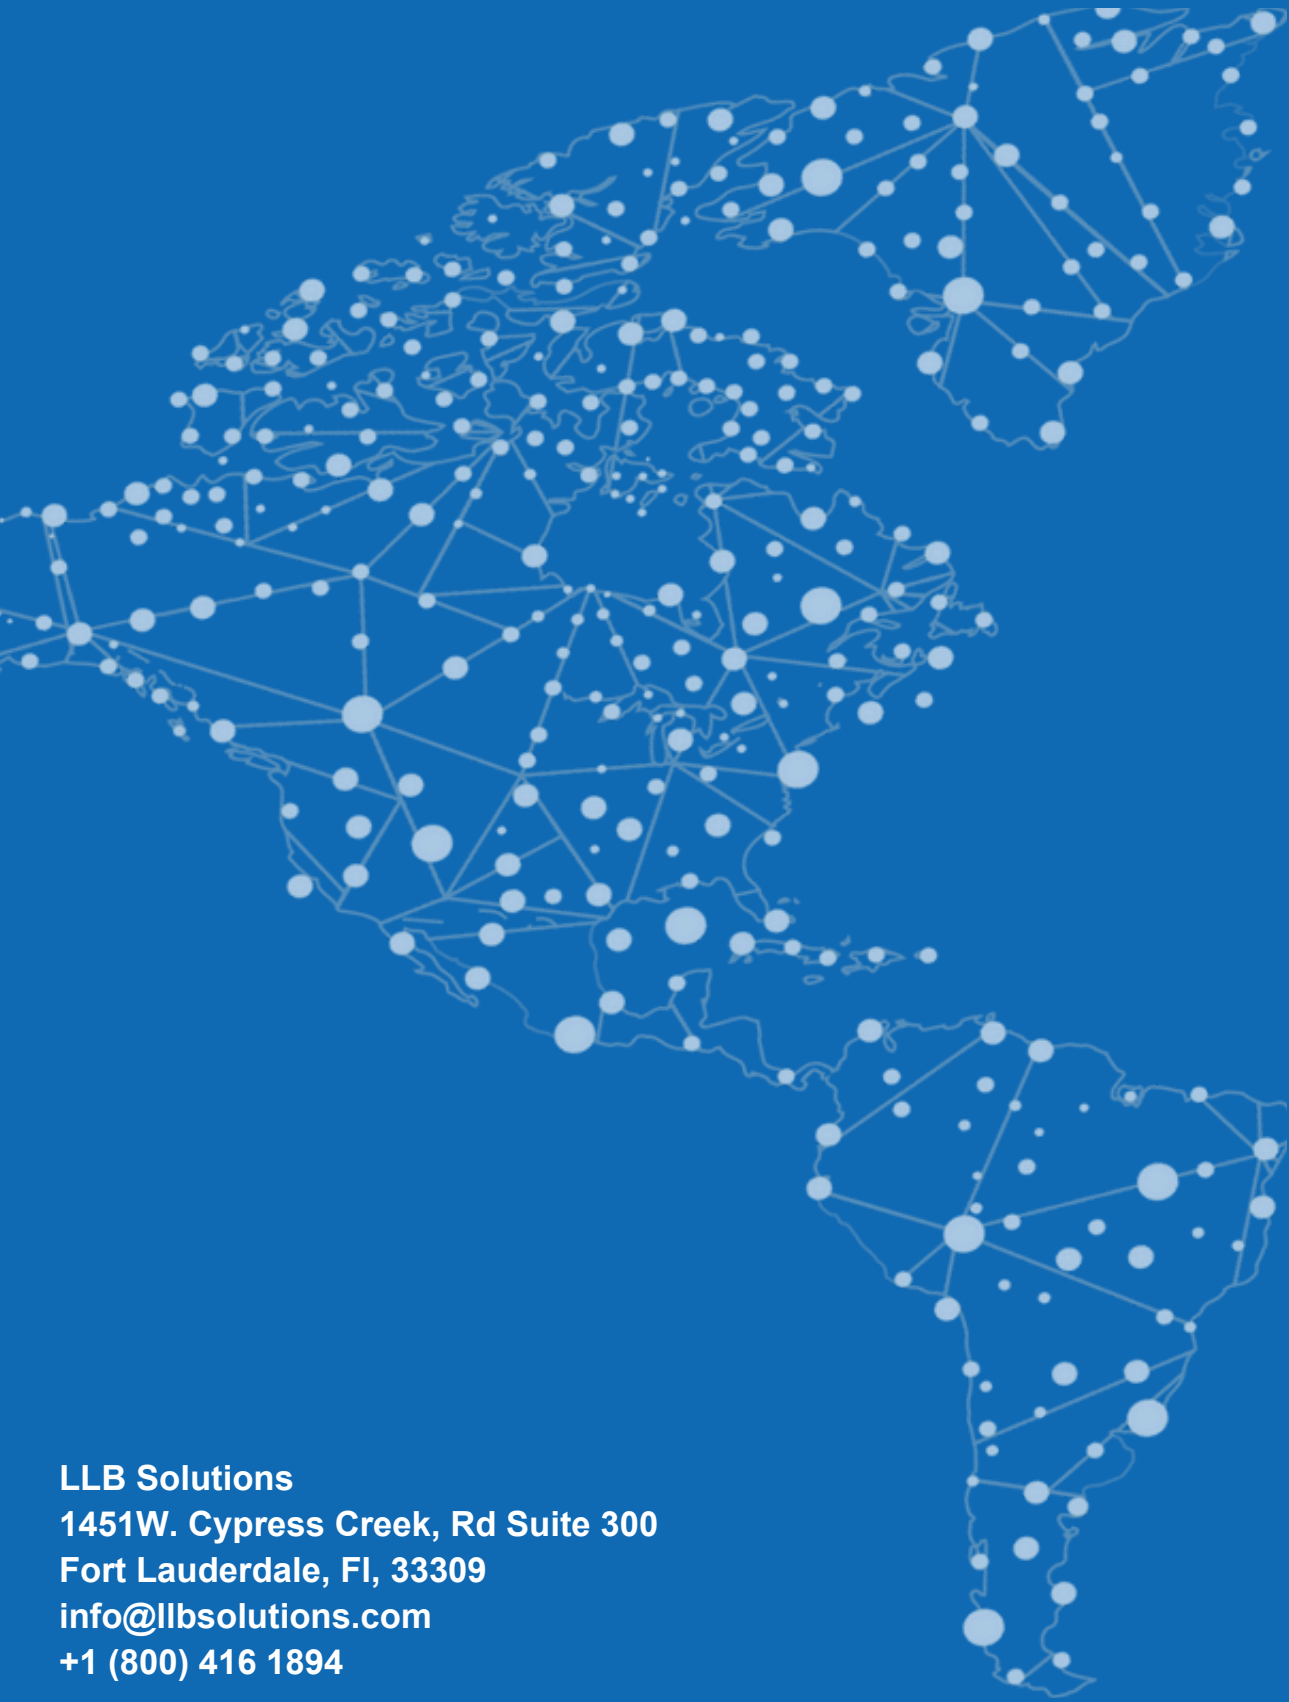 LLB Solutions
1451W. Cypress Creek, Rd Suite 300
Fort Lauderdale, Fl, 33309
info@llbsolutions.com
+1 (800) 416 1894